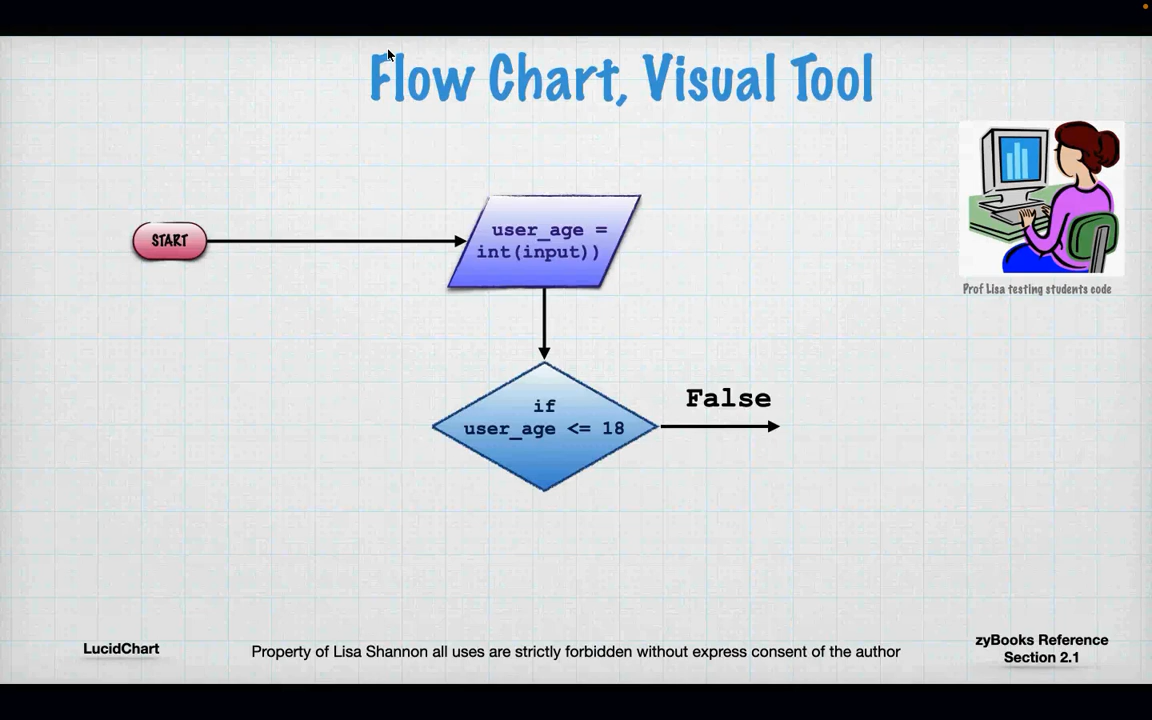 Flow Chart, Visual Tool
START
user_age =
int(input))
Prof Lisa testing students code
if
user_age <= 18
False
LucidChart
Property of Lisa Shannon all uses are strictly forbidden without express consent of the author
zyBooks Reference
Section 2.1